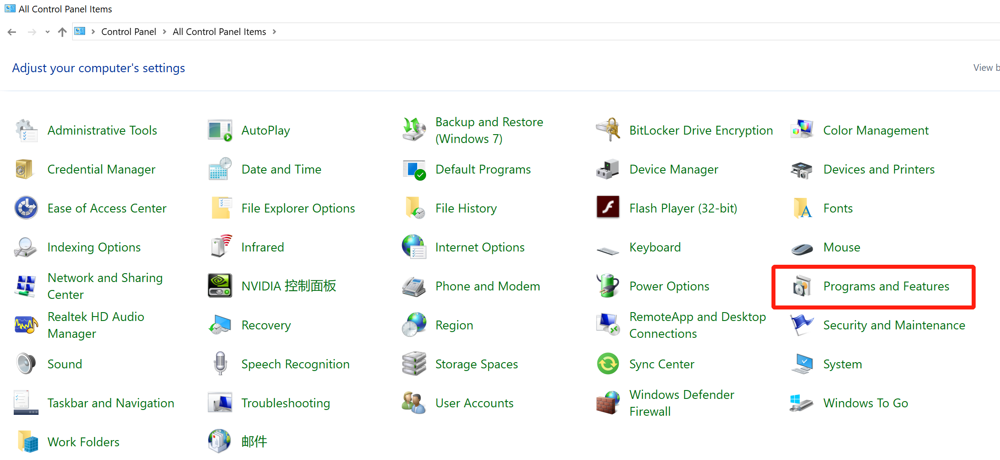 All Control Panel Items
Control Panel > All Control Panel Items >
Adjust your computer's settings
View b
Administrative Tools
AutoPlay
Backup and Restore
(Windows 7)
BitLocker Drive Encryption
Color Management
Credential Manager
Date and Time
Default Programs
Device Manager
Devices and Printers
Ease of Access Center
File Explorer Options
File History
Flash Player (32-bit)
Fonts
Indexing Options
Infrared
Internet Options
Keyboard
Mouse
Network and Sharing
Center
NVIDIA 控制面板
Phone and Modem
Power Options
Programs and Features
Realtek HD Audio
Manager
Recovery
Region
RemoteApp and Desktop
Connections
Security and Maintenance
Sound
Speech Recognition
Storage Spaces
Sync Center
System
Taskbar and Navigation
Troubleshooting
User Accounts
Windows Defender
Firewall
Windows To Go
Work Folders
邮件